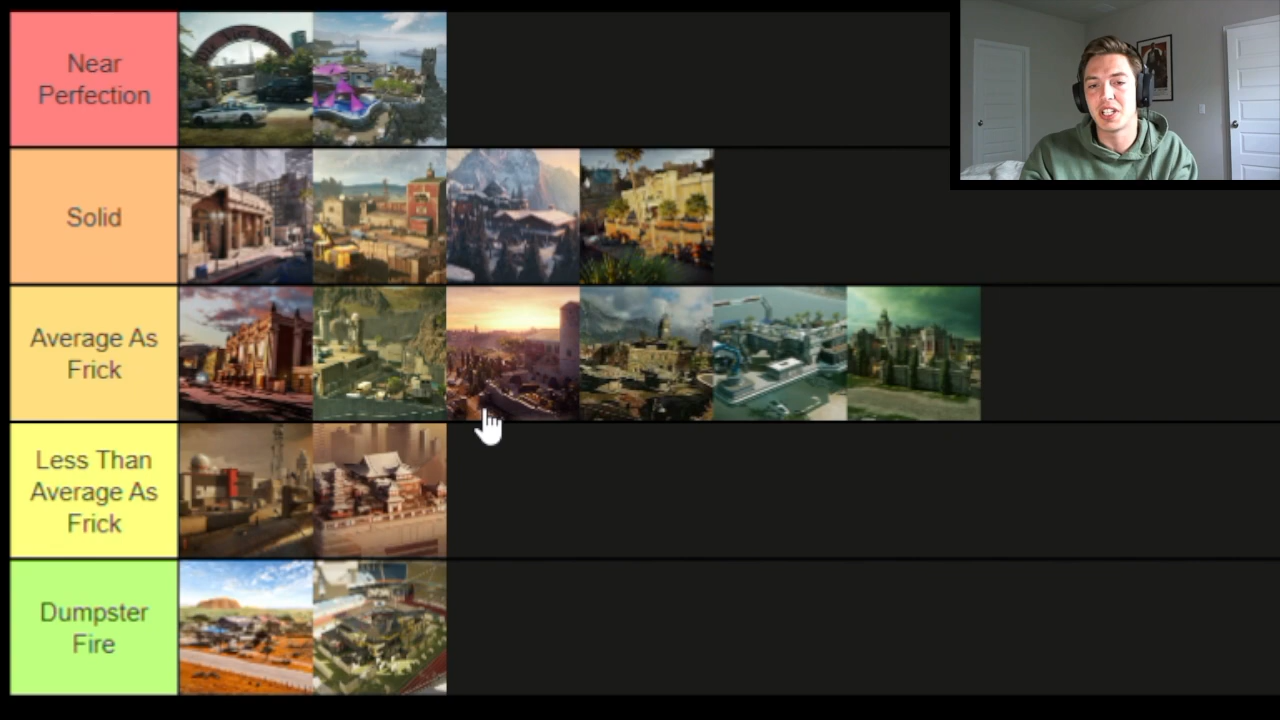 Near
Perfection
Solid
Average As
Frick
Less Than
Average As
Frick
Dumpster
Fire